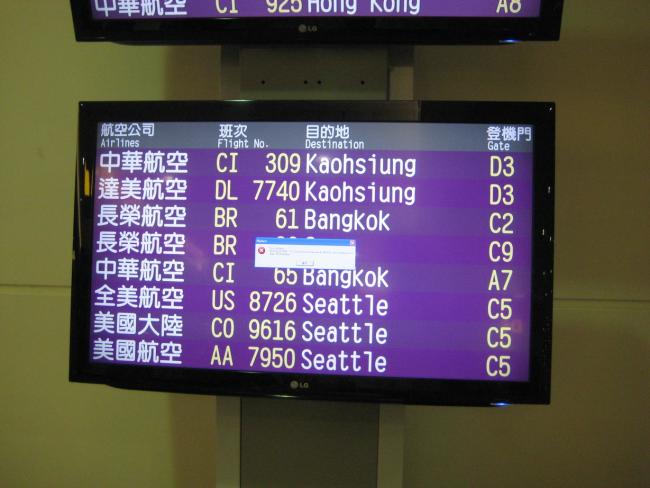 中華航空 CI 925 Hong Kong A8
LG
航空公司 班次 目的地 登機門
Airlines Flight No. Destination Gate
中華航空 CI 309 Kaohsiung D3
達美航空 DL 7740 Kaohsiung D3
長榮航空 BR 61 Bangkok C2
長榮航空 BR C9
中華航空 CI 65 Bangkok A7
全美航空 US 8726 Seattle C5
美國大陸 CO 9616 Seattle C5
美國航空 AA 7950 Seattle C5
LG